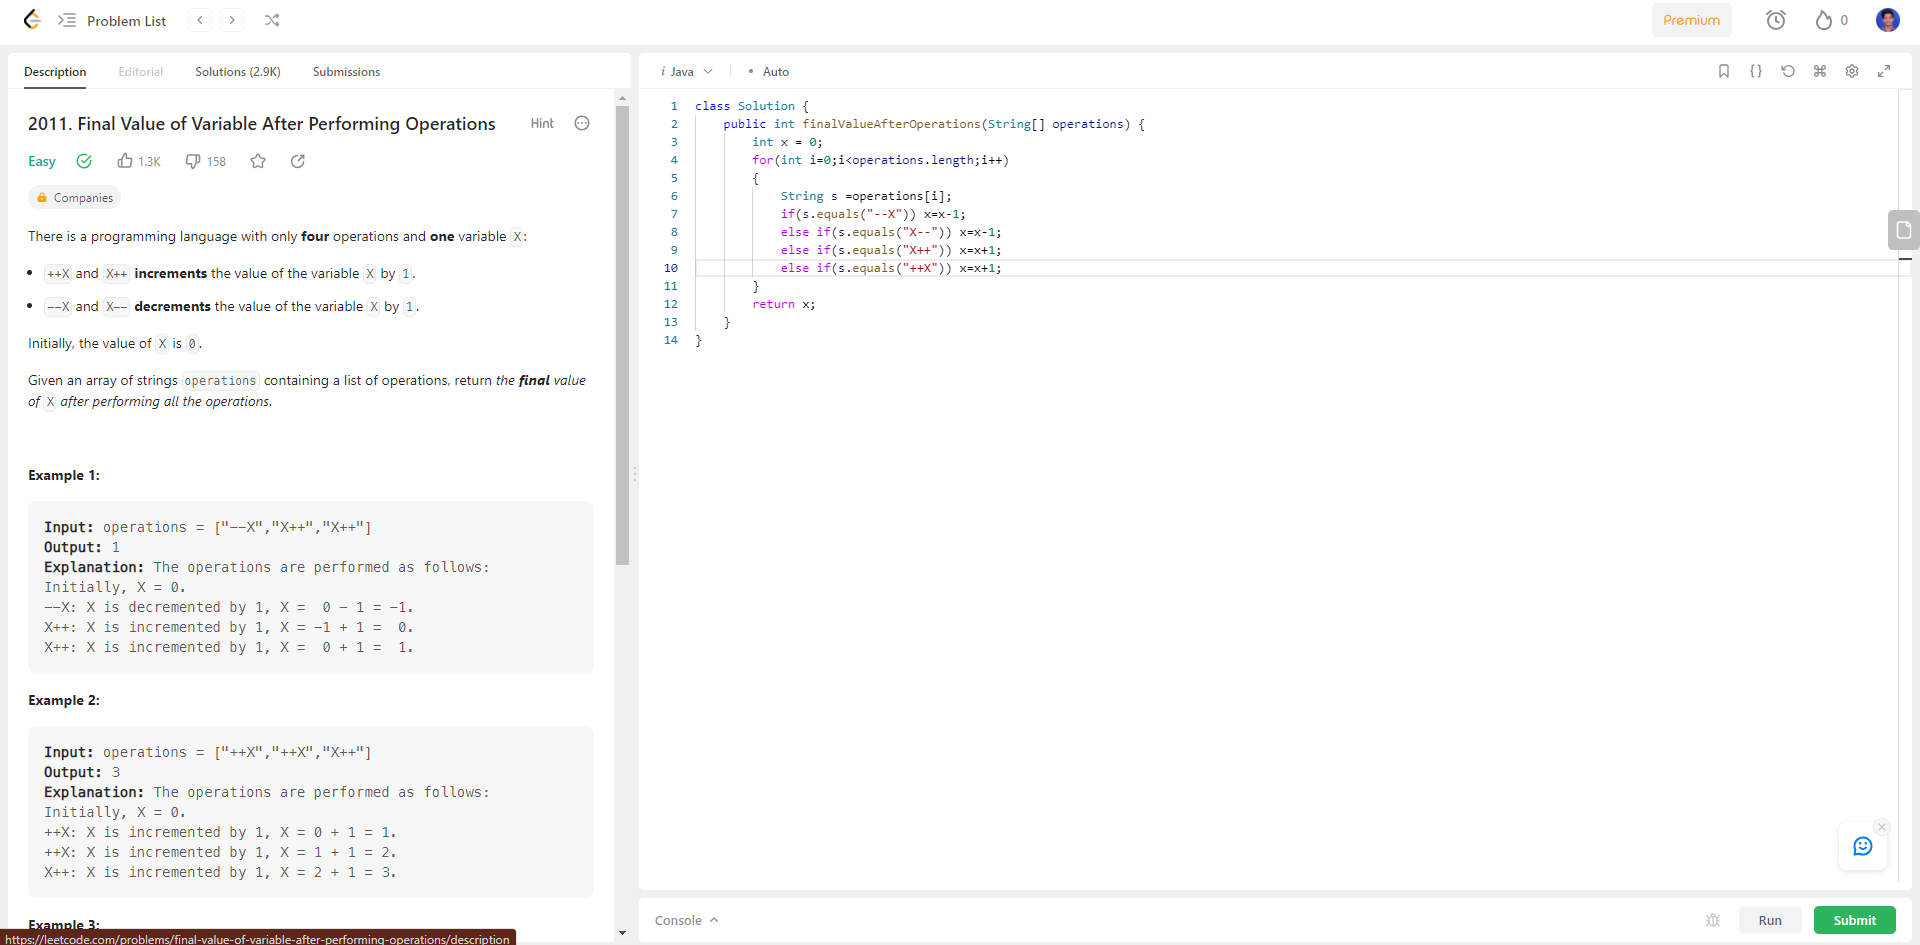 Problem List
Premium
0
Description Editorial Solutions (2.9K) Submissions
2011. Final Value of Variable After Performing Operations Hint
Easy 1.3K 158
Companies
There is a programming language with only four operations and one variable X:
• ++X and X++ increments the value of the variable X by 1.
• --X and X-- decrements the value of the variable X by 1.
Initially, the value of X is 0.
Given an array of strings operations containing a list of operations, return the final value
of X after performing all the operations.
Example 1:
Input: operations = ["--X","X++","X++"]
Output: 1
Explanation: The operations are performed as follows:
Initially, X = 0.
--X: X is decremented by 1, X =  0 - 1 = -1.
X++: X is incremented by 1, X = -1 + 1 =  0.
X++: X is incremented by 1, X =  0 + 1 =  1.
Example 2:
Input: operations = ["++X","++X","X++"]
Output: 3
Explanation: The operations are performed as follows:
Initially, X = 0.
++X: X is incremented by 1, X = 0 + 1 = 1.
++X: X is incremented by 1, X = 1 + 1 = 2.
X++: X is incremented by 1, X = 2 + 1 = 3.
Example 3:
https://leetcode.com/problems/final-value-of-variable-after-performing-operations/description
i Java • Auto
1 class Solution {
2     public int finalValueAfterOperations(String[] operations) {
3         int x = 0;
4         for(int i=0;i<operations.length;i++)
5         {
6             String s =operations[i];
7             if(s.equals("--X")) x=x-1;
8             else if(s.equals("X--")) x=x-1;
9             else if(s.equals("X++")) x=x+1;
10             else if(s.equals("++X")) x=x+1;
11         }
12         return x;
13     }
14 }
Console Run Submit